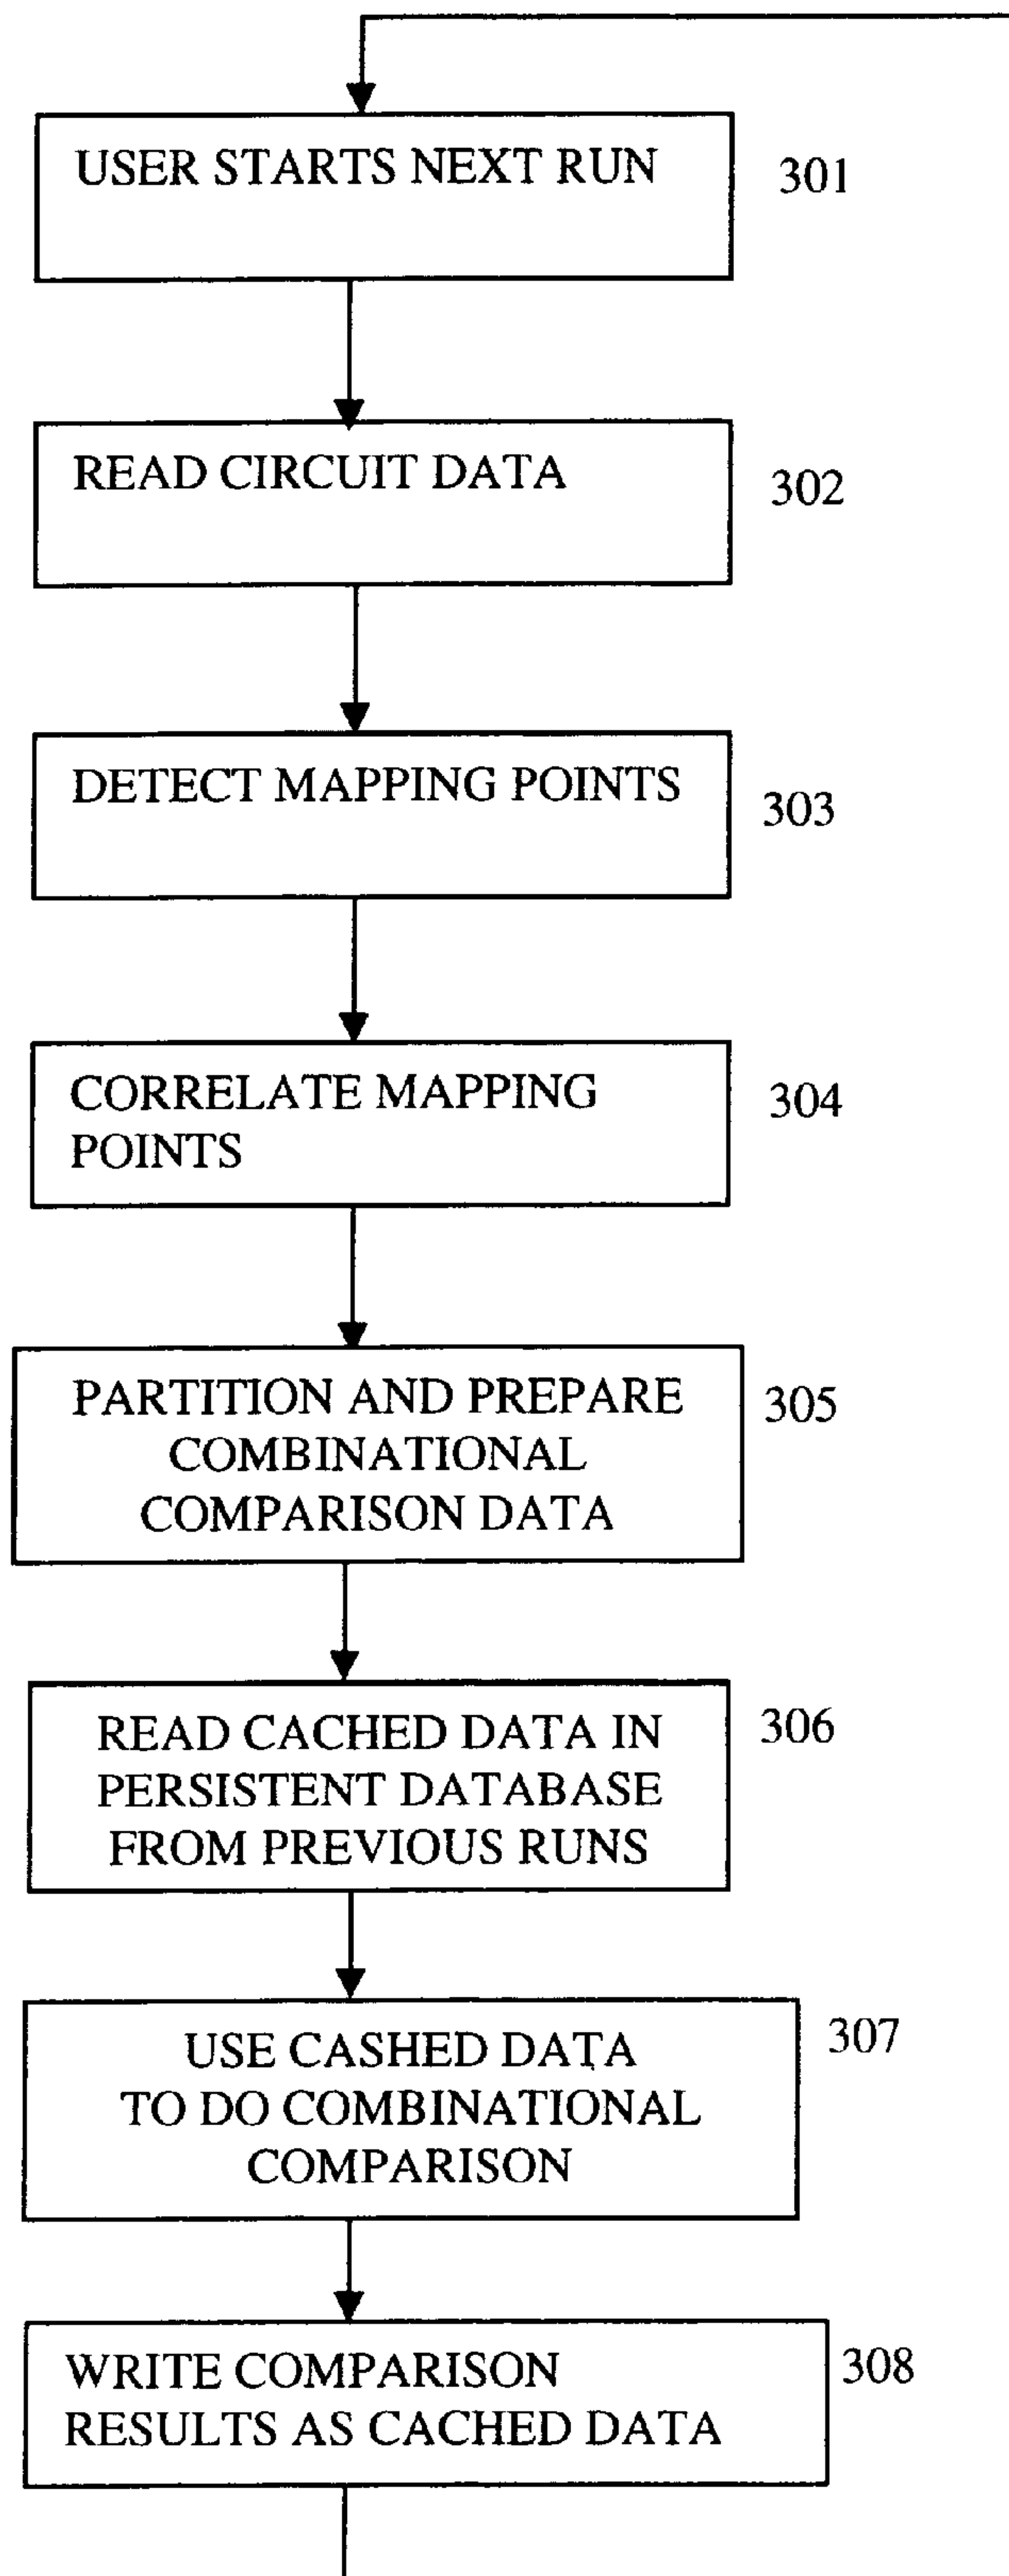 USER STARTS NEXT RUN
301
READ CIRCUIT DATA
302
DETECT MAPPING POINTS
303
CORRELATE MAPPING
POINTS
304
PARTITION AND PREPARE
COMBINATIONAL
COMPARISON DATA
305
READ CACHED DATA IN
PERSISTENT DATABASE
FROM PREVIOUS RUNS
306
USE CASHED DATA
TO DO COMBINATIONAL
COMPARISON
307
WRITE COMPARISON
RESULTS AS CACHED DATA
308